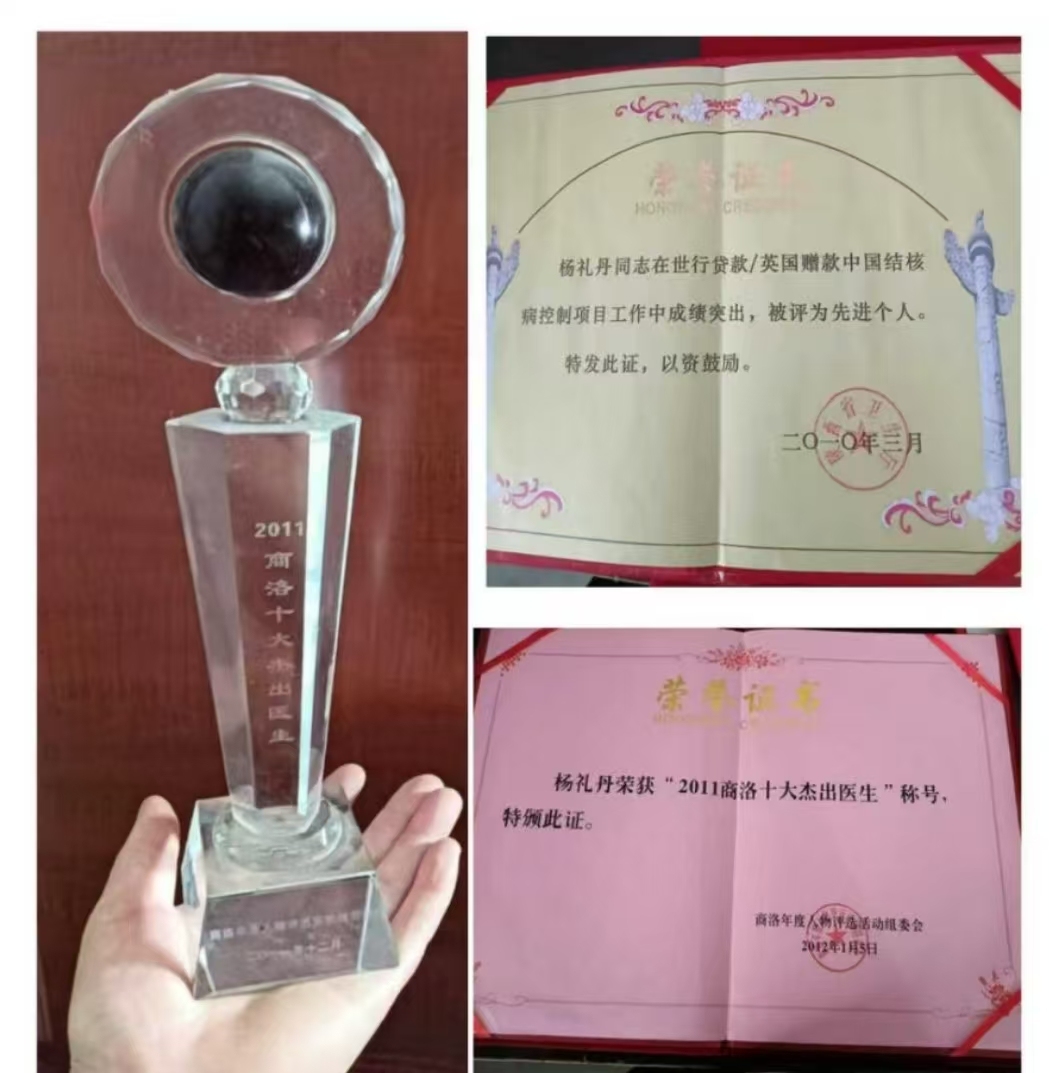 2011
商洛十大杰出医生
荣誉证书
杨礼丹同志在世行贷款/英国赠款中国结核
病控制项目工作中成绩突出，被评为先进个人。
特发此证，以资鼓励。
二〇一〇年三月
荣誉证书
杨礼丹荣获“2011商洛十大杰出医生”称号，
特颁此证。
商洛年度人物评选活动组委会
2012年1月5日